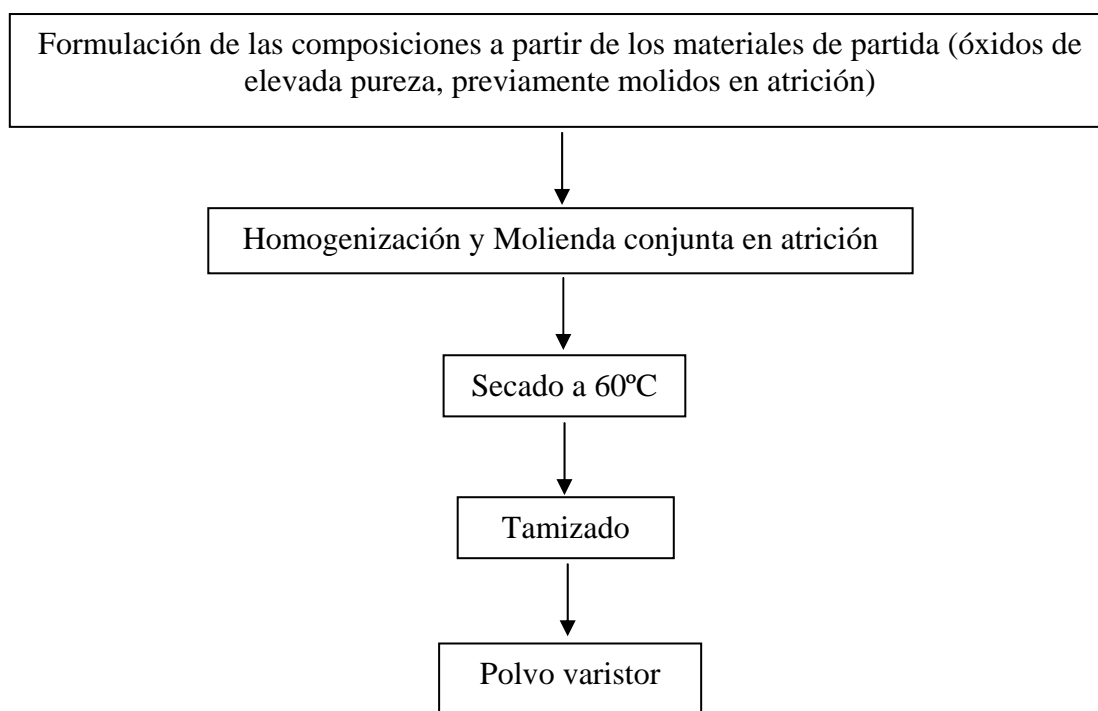 Formulación de las composiciones a partir de los materiales de partida (óxidos de
elevada pureza, previamente molidos en atrición)
Homogenización y Molienda conjunta en atrición
Secado a 60ºC
Tamizado
Polvo varistor